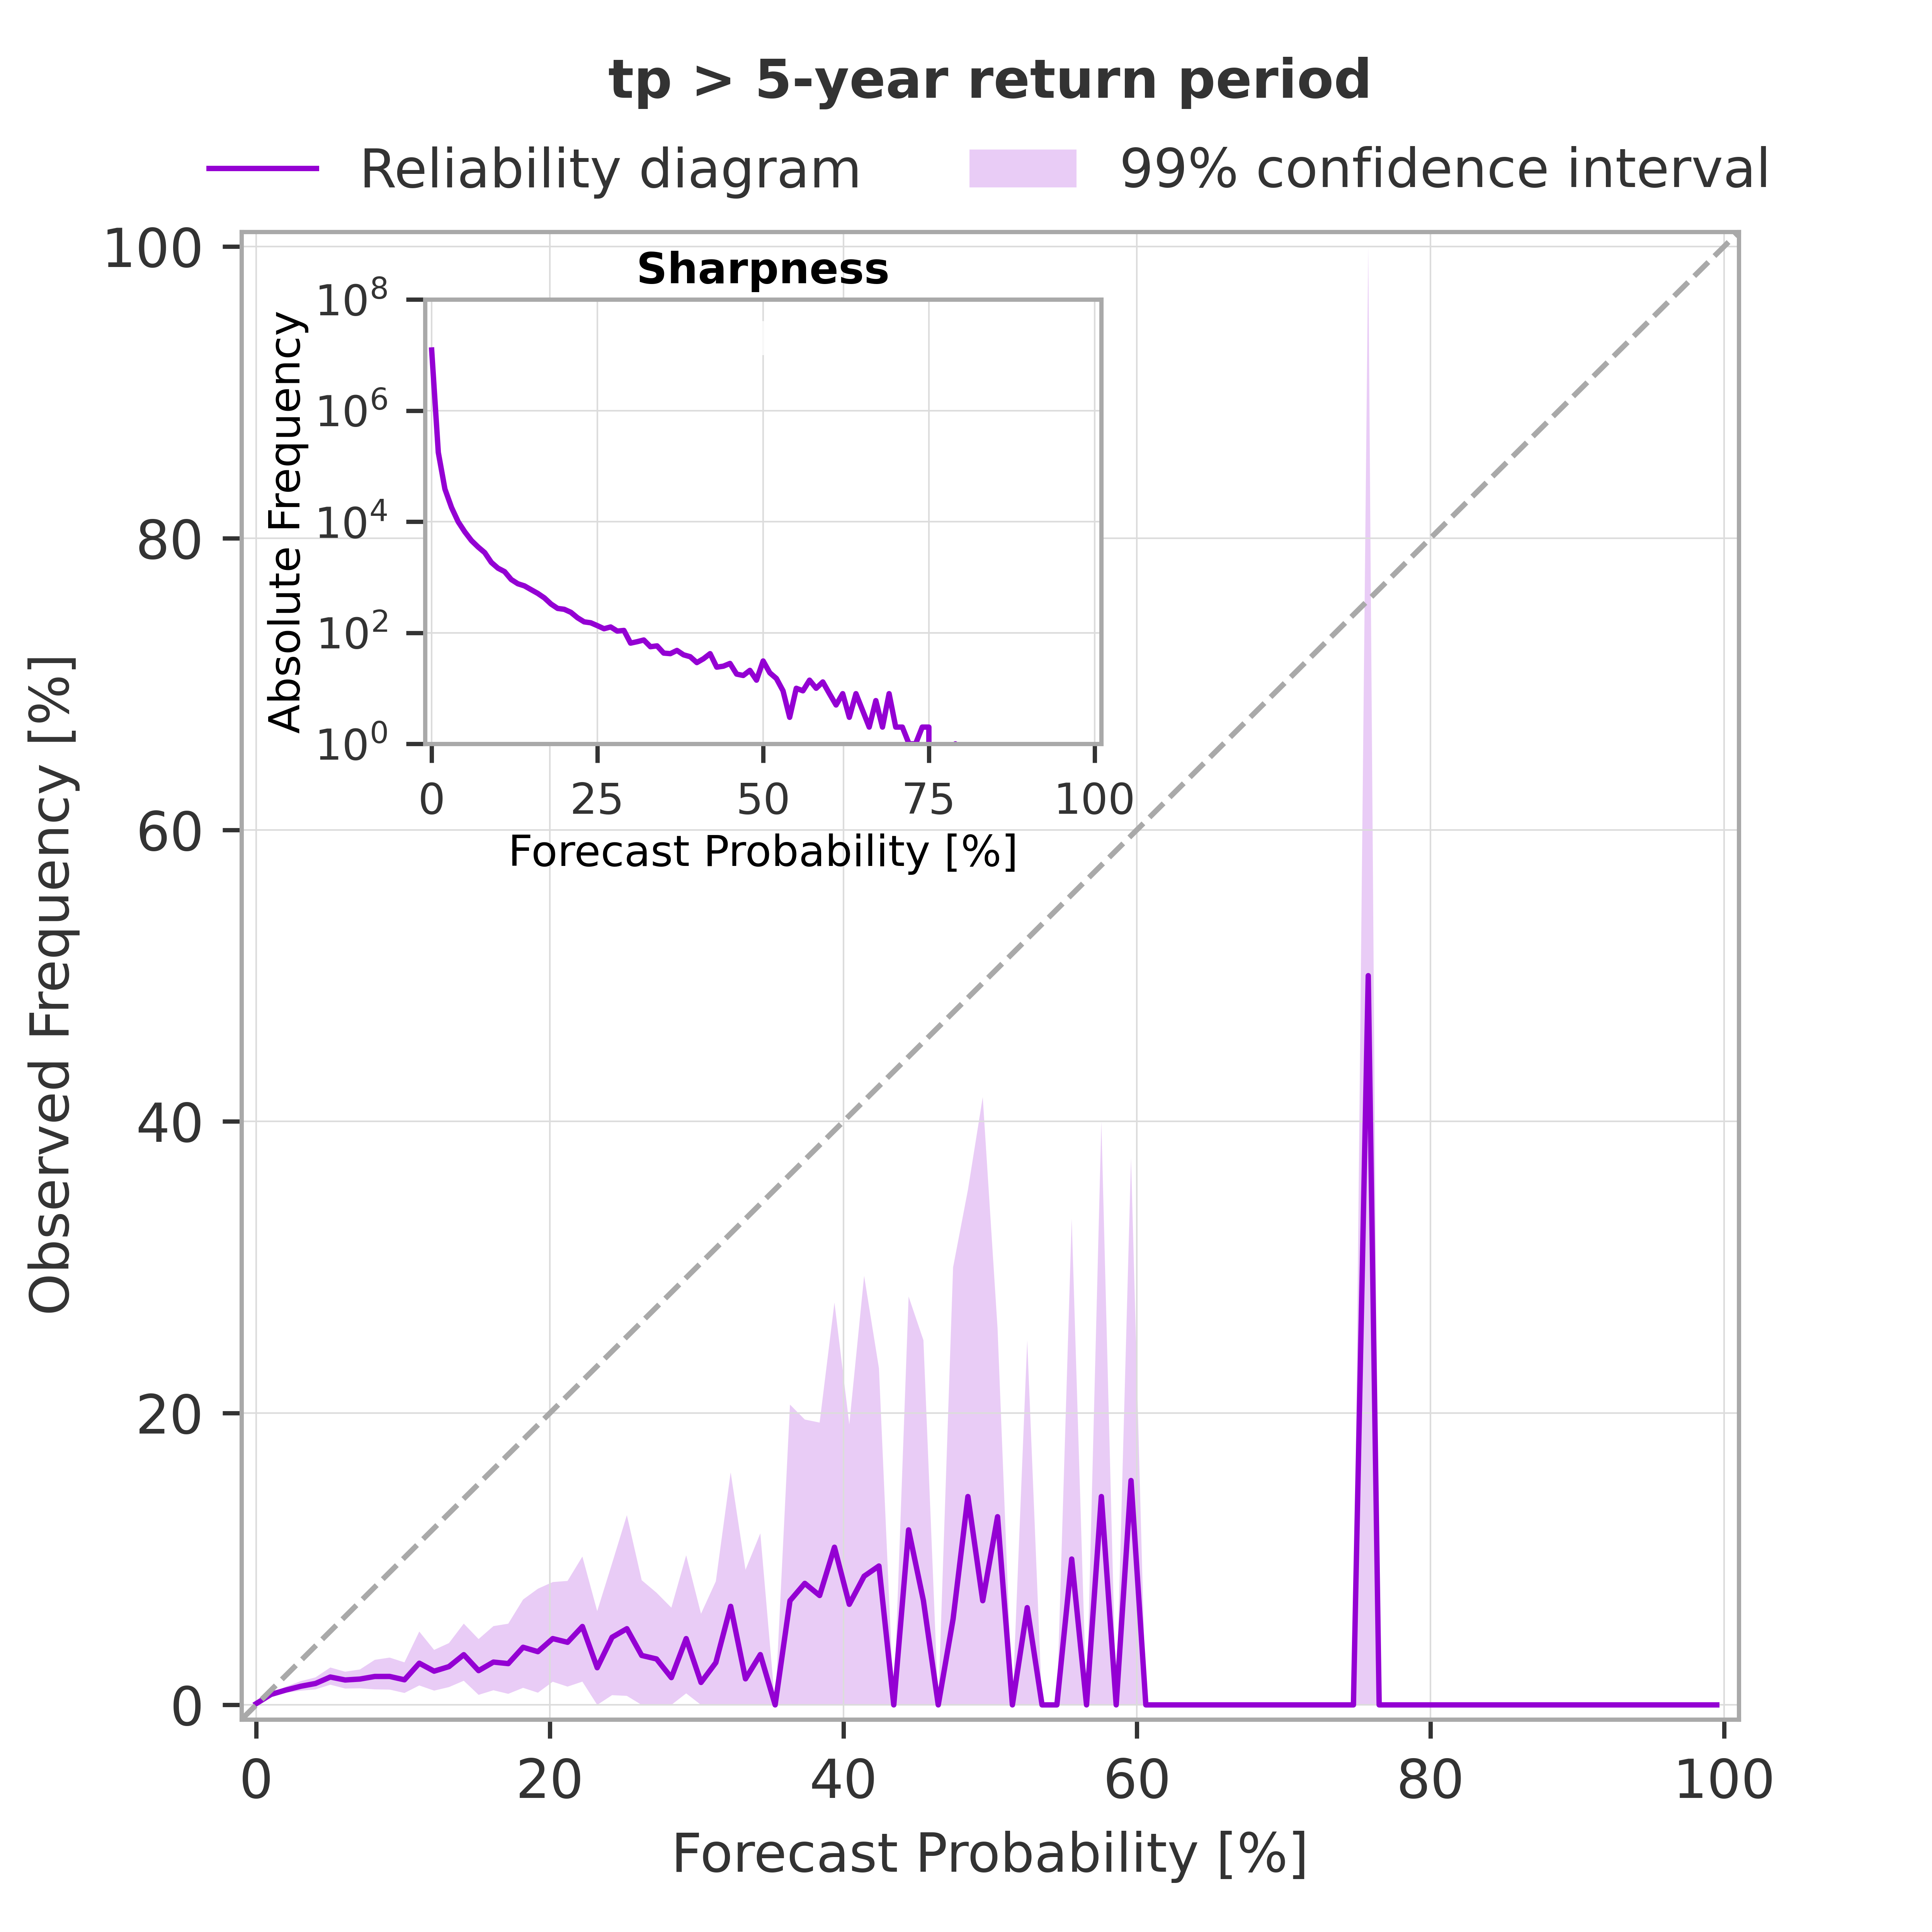 tp > 5-year return period
Reliability diagram
99% confidence interval
Sharpness
Absolute Frequency
10⁸
10⁶
10⁴
10²
10⁰
0 25 50 75 100
Forecast Probability [%]
Observed Frequency [%]
100
80
60
40
20
0
0 20 40 60 80 100
Forecast Probability [%]